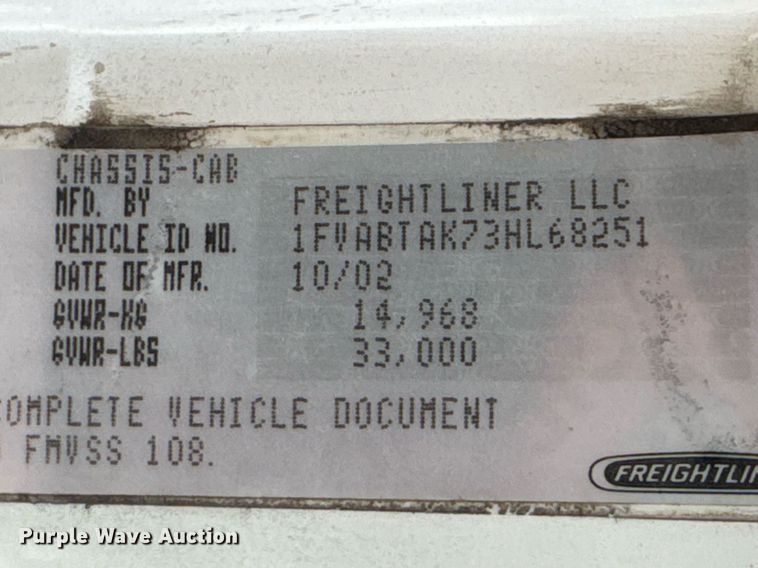 CHASSIS-CAB
MFD. BY FREIGHTLINER LLC
VEHICLE ID NO. 1FVABTAK73HL68251
DATE OF MFR. 10/02
GVWR-KG 14,968
GVWR-LBS 33,000
COMPLETE VEHICLE DOCUMENT
FMVSS 108.
FREIGHTLIN
Purple Wave Auction